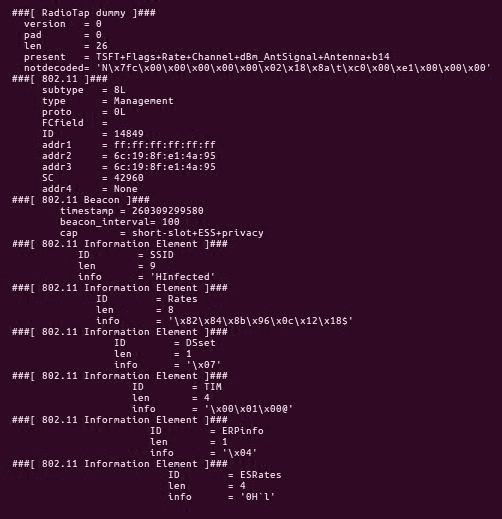 ###[ RadioTap dummy ]###
version = 0
pad = 0
len = 26
present = TSFT+Flags+Rate+Channel+dBm_AntSignal+Antenna+b14
notdecoded= 'N\x7fc\x00\x00\x00\x00\x00\x02\x18\x8a\t\xc0\x00\xe1\x00\x00\x00'
###[ 802.11 ]###
subtype = 8L
type = Management
proto = 0L
FCfield =
ID = 14849
addr1 = ff:ff:ff:ff:ff:ff
addr2 = 6c:19:8f:e1:4a:95
addr3 = 6c:19:8f:e1:4a:95
SC = 42960
addr4 = None
###[ 802.11 Beacon ]###
timestamp = 260309299580
beacon_interval= 100
cap = short-slot+ESS+privacy
###[ 802.11 Information Element ]###
ID = SSID
len = 9
info = 'HInfected'
###[ 802.11 Information Element ]###
ID = Rates
len = 8
info = '\x82\x84\x8b\x96\x0c\x12\x18$'
###[ 802.11 Information Element ]###
ID = DSset
len = 1
info = '\x07'
###[ 802.11 Information Element ]###
ID = TIM
len = 4
info = '\x00\x01\x00@'
###[ 802.11 Information Element ]###
ID = ERPinfo
len = 1
info = '\x04'
###[ 802.11 Information Element ]###
ID = ESRates
len = 4
info = '0H`l'